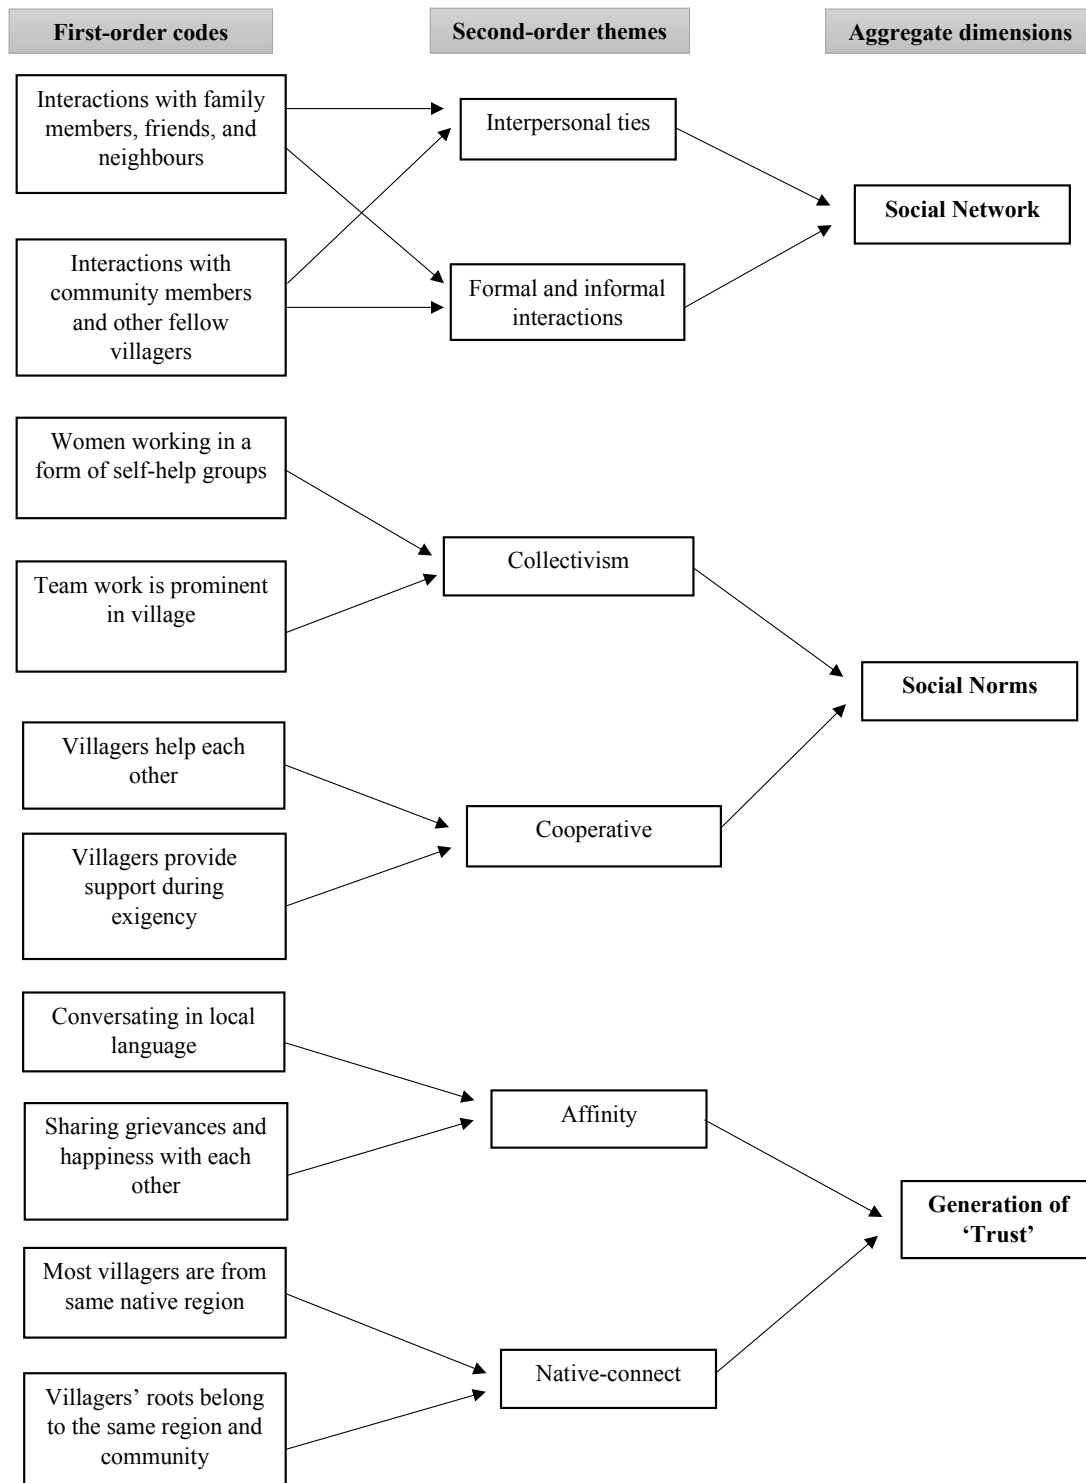 First-order codes
Second-order themes
Aggregate dimensions
Interactions with family
members, friends, and
neighbours
Interpersonal ties
Social Network
Interactions with
community members
and other fellow
villagers
Formal and informal
interactions
Women working in a
form of self-help groups
Collectivism
Team work is prominent
in village
Social Norms
Villagers help each
other
Cooperative
Villagers provide
support during
exigency
Conversating in local
language
Affinity
Sharing grievances and
happiness with each
other
Generation of
‘Trust’
Most villagers are from
same native region
Native-connect
Villagers’ roots belong
to the same region and
community